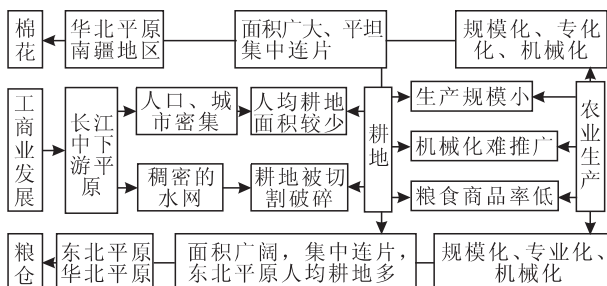 棉花
华北平原
南疆地区
面积广大、平坦
集中连片
规模化、专化
化、机械化
工商业发展
长江
中下
游平
原
人口、城
市密集
人均耕地
面积较少
稠密的
水网
耕地被切
割破碎
耕地
生产规模小
机械化难推广
粮食商品率低
农业生产
粮仓
东北平原
华北平原
面积广阔，集中连片，
东北平原人均耕地多
规模化、专业化、
机械化